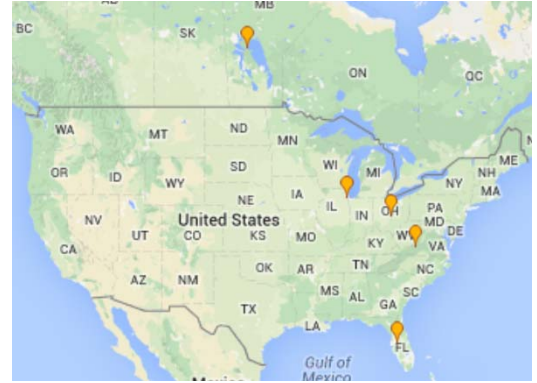 MB
BC
SK
ON
QC
WA
MT
ND
MN
OR
ID
WY
SD
WI
MI
NY
NH
ME
MA
NE
IA
IL
IN
OH
PA
MD
DE
NV
UT
CO
United States
KS
MO
KY
W
VA
CA
AZ
NM
OK
AR
TN
NC
SC
MS
AL
GA
TX
LA
FL
Gulf of
Mexico